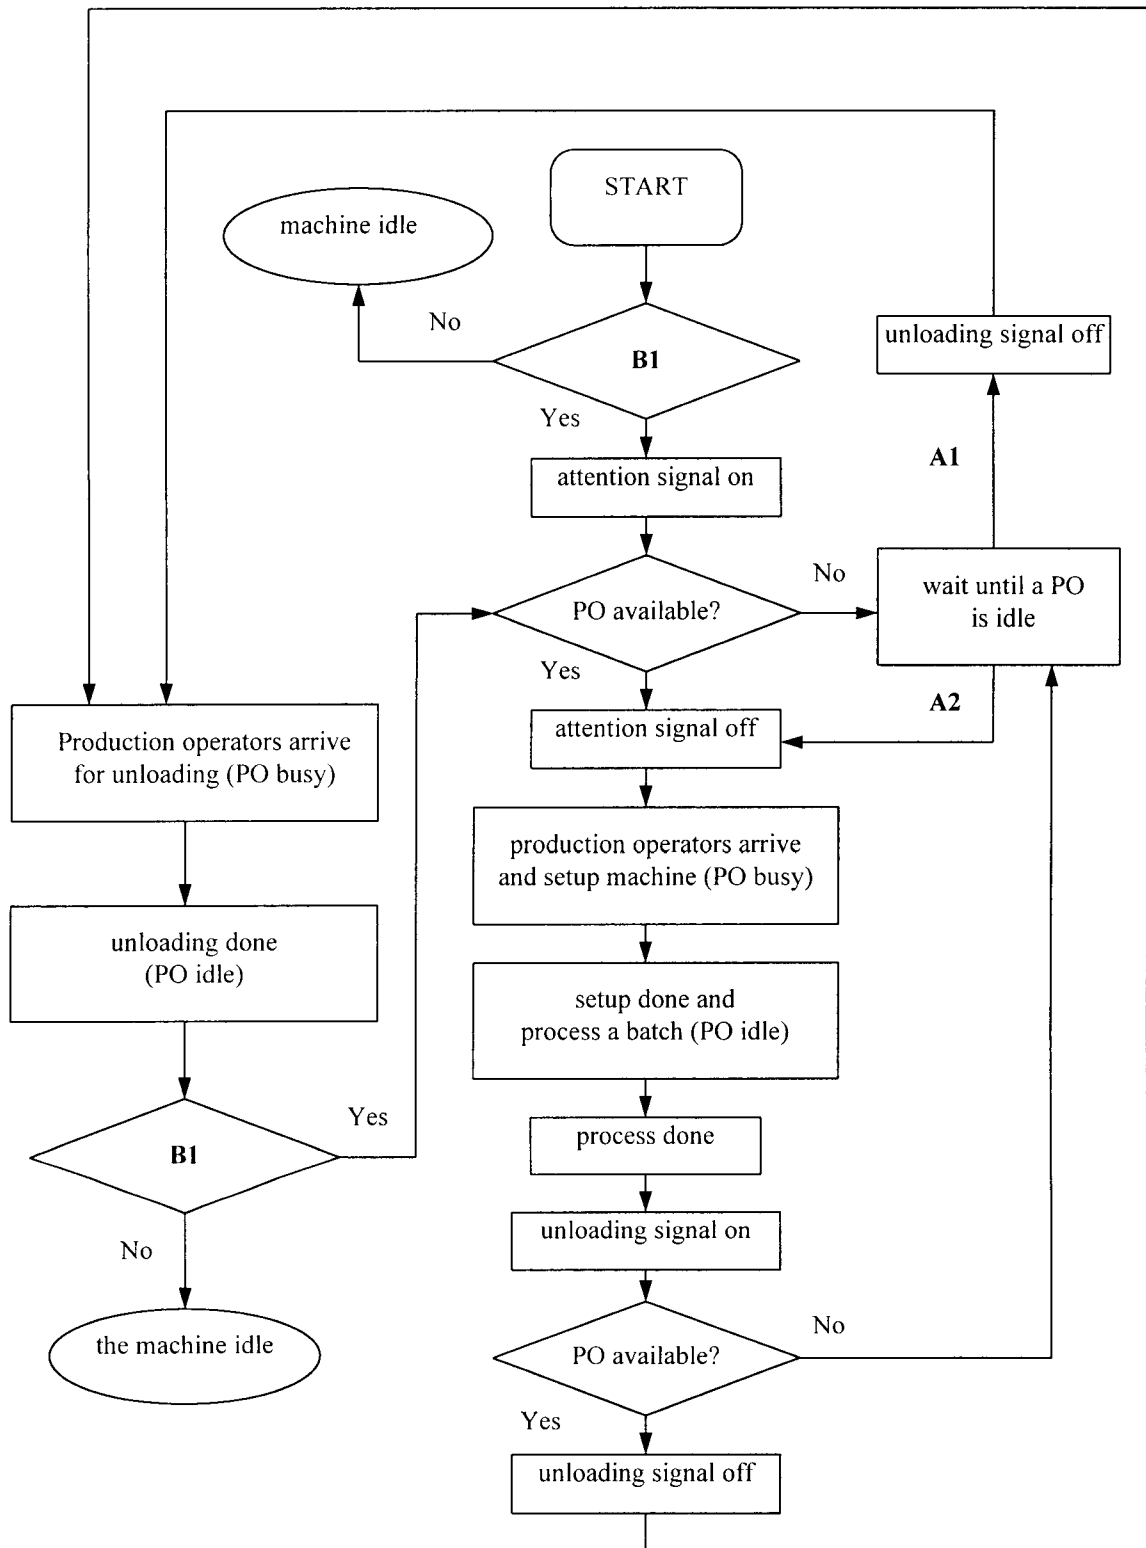 START
machine idle
No
B1
unloading signal off
Yes
attention signal on
A1
PO available?
No
wait until a PO
is idle
Yes
A2
attention signal off
Production operators arrive
for unloading (PO busy)
production operators arrive
and setup machine (PO busy)
unloading done
(PO idle)
setup done and
process a batch (PO idle)
Yes
process done
B1
unloading signal on
No
the machine idle
PO available?
No
Yes
unloading signal off